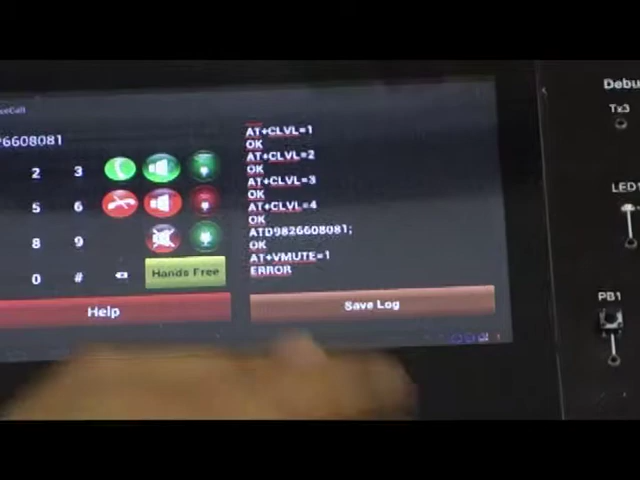 Debu
Tx3
ceCall
26608081
AT+CLVL=1
OK
AT+CLVL=2
OK
AT+CLVL=3
OK
AT+CLVL=4
OK
ATD9826608081;
OK
AT+VMUTE=1
ERROR
2 3
5 6
8 9
0 #
Hands Free
Help
Save Log
LED1
PB1